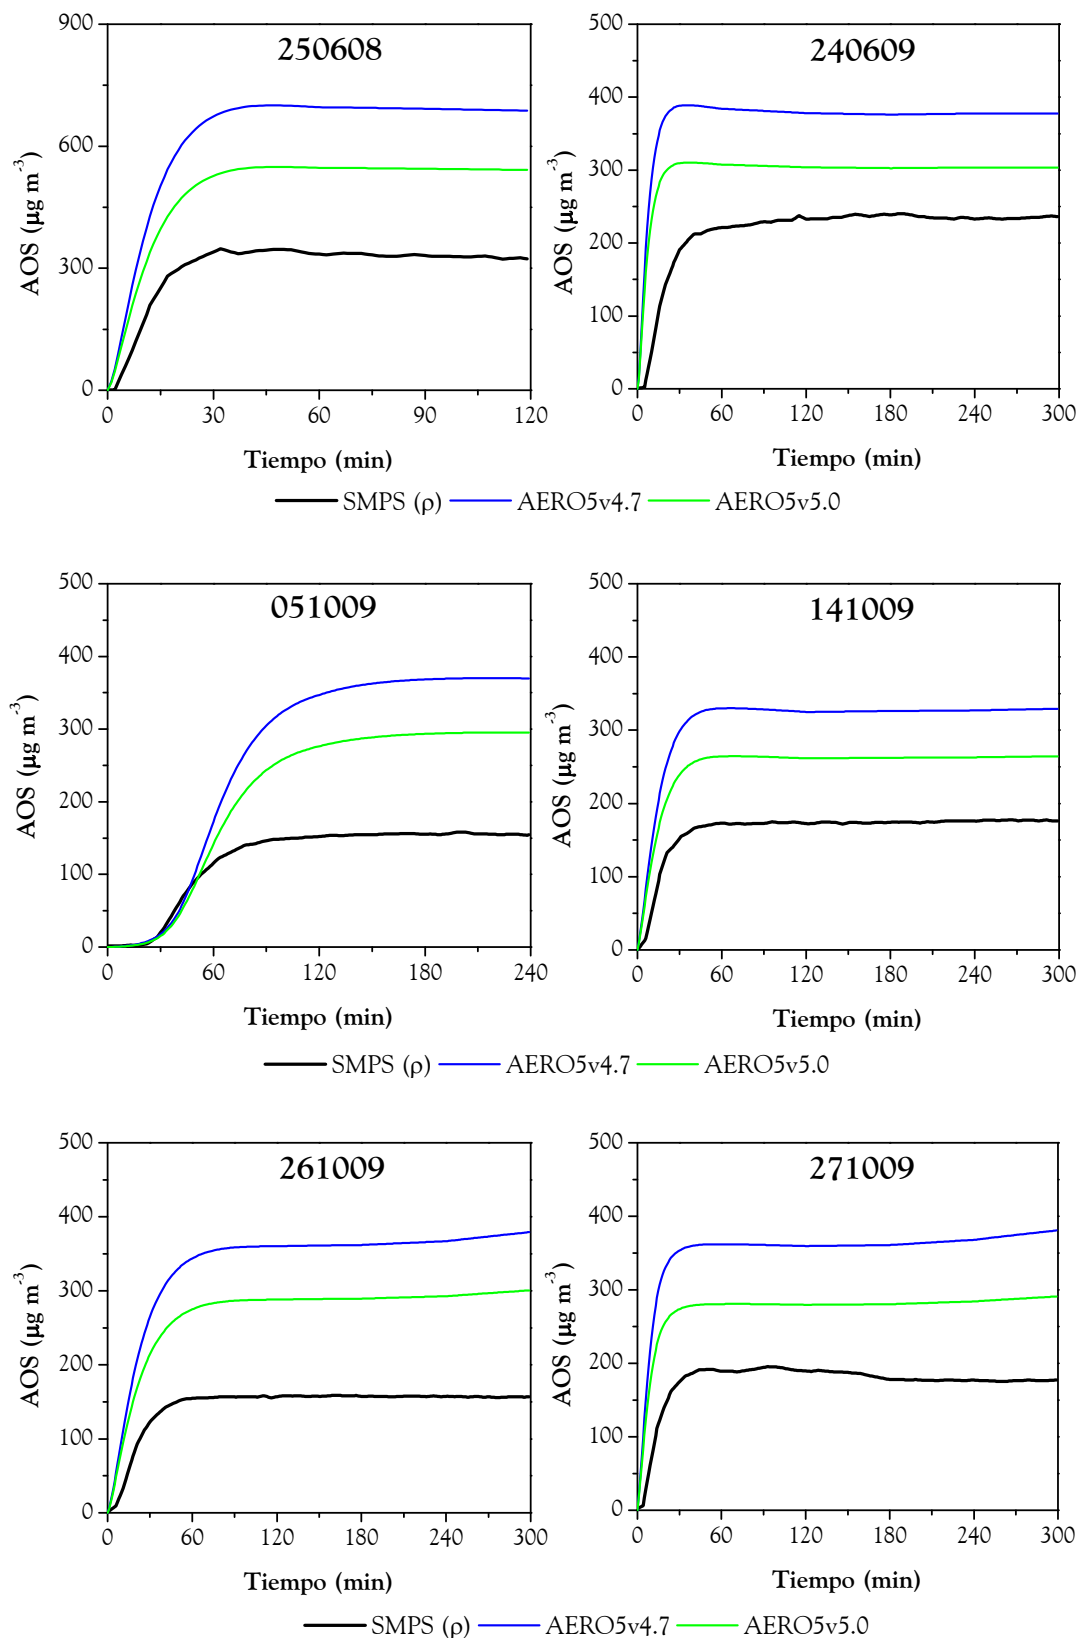 250608
AOS (µg m⁻³)
900
600
300
0
0 30 60 90 120
Tiempo (min)
240609
AOS (µg m⁻³)
500
400
300
200
100
0
0 60 120 180 240 300
Tiempo (min)
SMPS (ρ) AERO5v4.7 AERO5v5.0
051009
AOS (µg m⁻³)
500
400
300
200
100
0
0 60 120 180 240
Tiempo (min)
141009
AOS (µg m⁻³)
500
400
300
200
100
0
0 60 120 180 240 300
Tiempo (min)
SMPS (ρ) AERO5v4.7 AERO5v5.0
261009
AOS (µg m⁻³)
500
400
300
200
100
0
0 60 120 180 240 300
Tiempo (min)
271009
AOS (µg m⁻³)
500
400
300
200
100
0
0 60 120 180 240 300
Tiempo (min)
SMPS (ρ) AERO5v4.7 AERO5v5.0